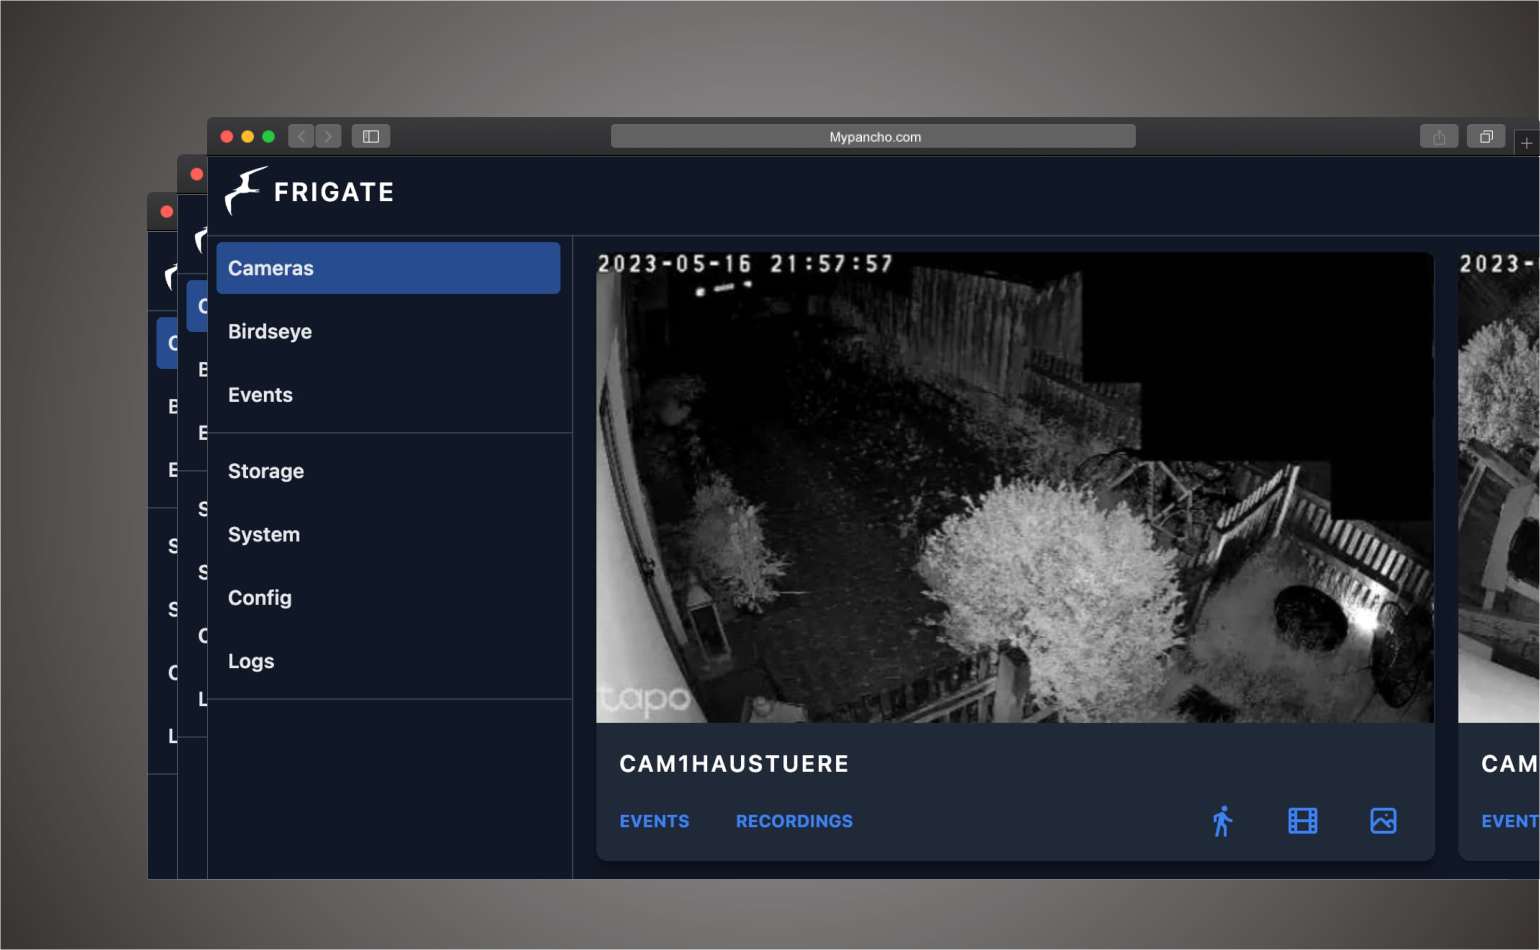 Mypancho.com
FRIGATE
Cameras
Birdseye
Events
Storage
System
Config
Logs
2023-05-16 21:57:57
tapo
CAM1HAUSTUERE
EVENTS RECORDINGS
2023-
CAM
EVENT
C
B
E
S
S
C
L
C
B
E
S
S
C
L